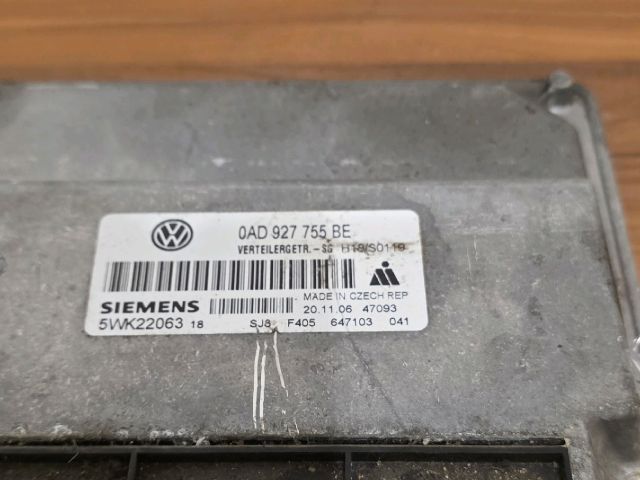 VW
0AD 927 755 BE
VERTEILERGETR.-SG H19/S0119
SIEMENS
MADE IN CZECH REP
20.11.06 47093
5WK22063 18
SJ8 F405 647103 041